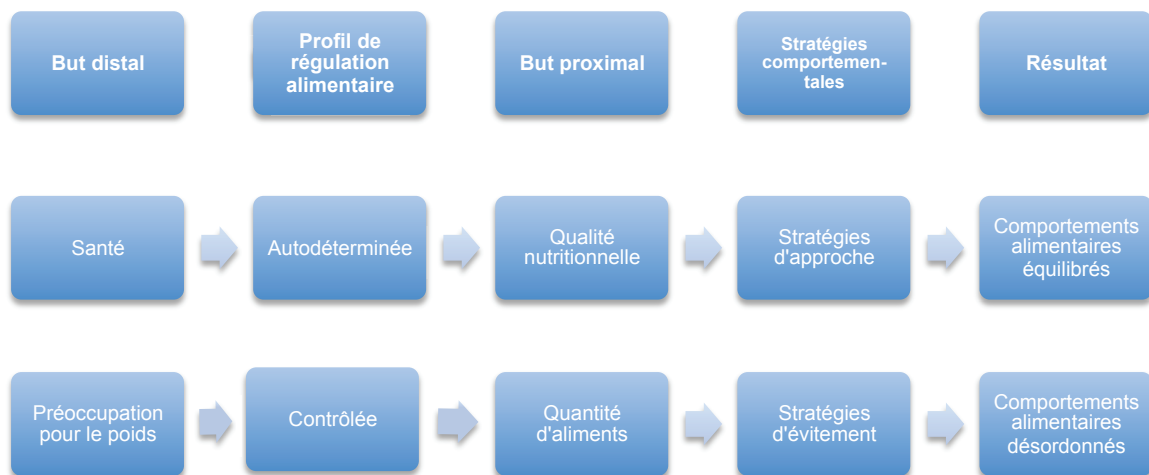 But distal
Profil de
régulation
alimentaire
But proximal
Stratégies
comportemen-
tales
Résultat
Santé
Autodéterminée
Qualité
nutritionnelle
Stratégies
d'approche
Comportements
alimentaires
équilibrés
Préoccupation
pour le poids
Contrôlée
Quantité
d'aliments
Stratégies
d'évitement
Comportements
alimentaires
désordonnés